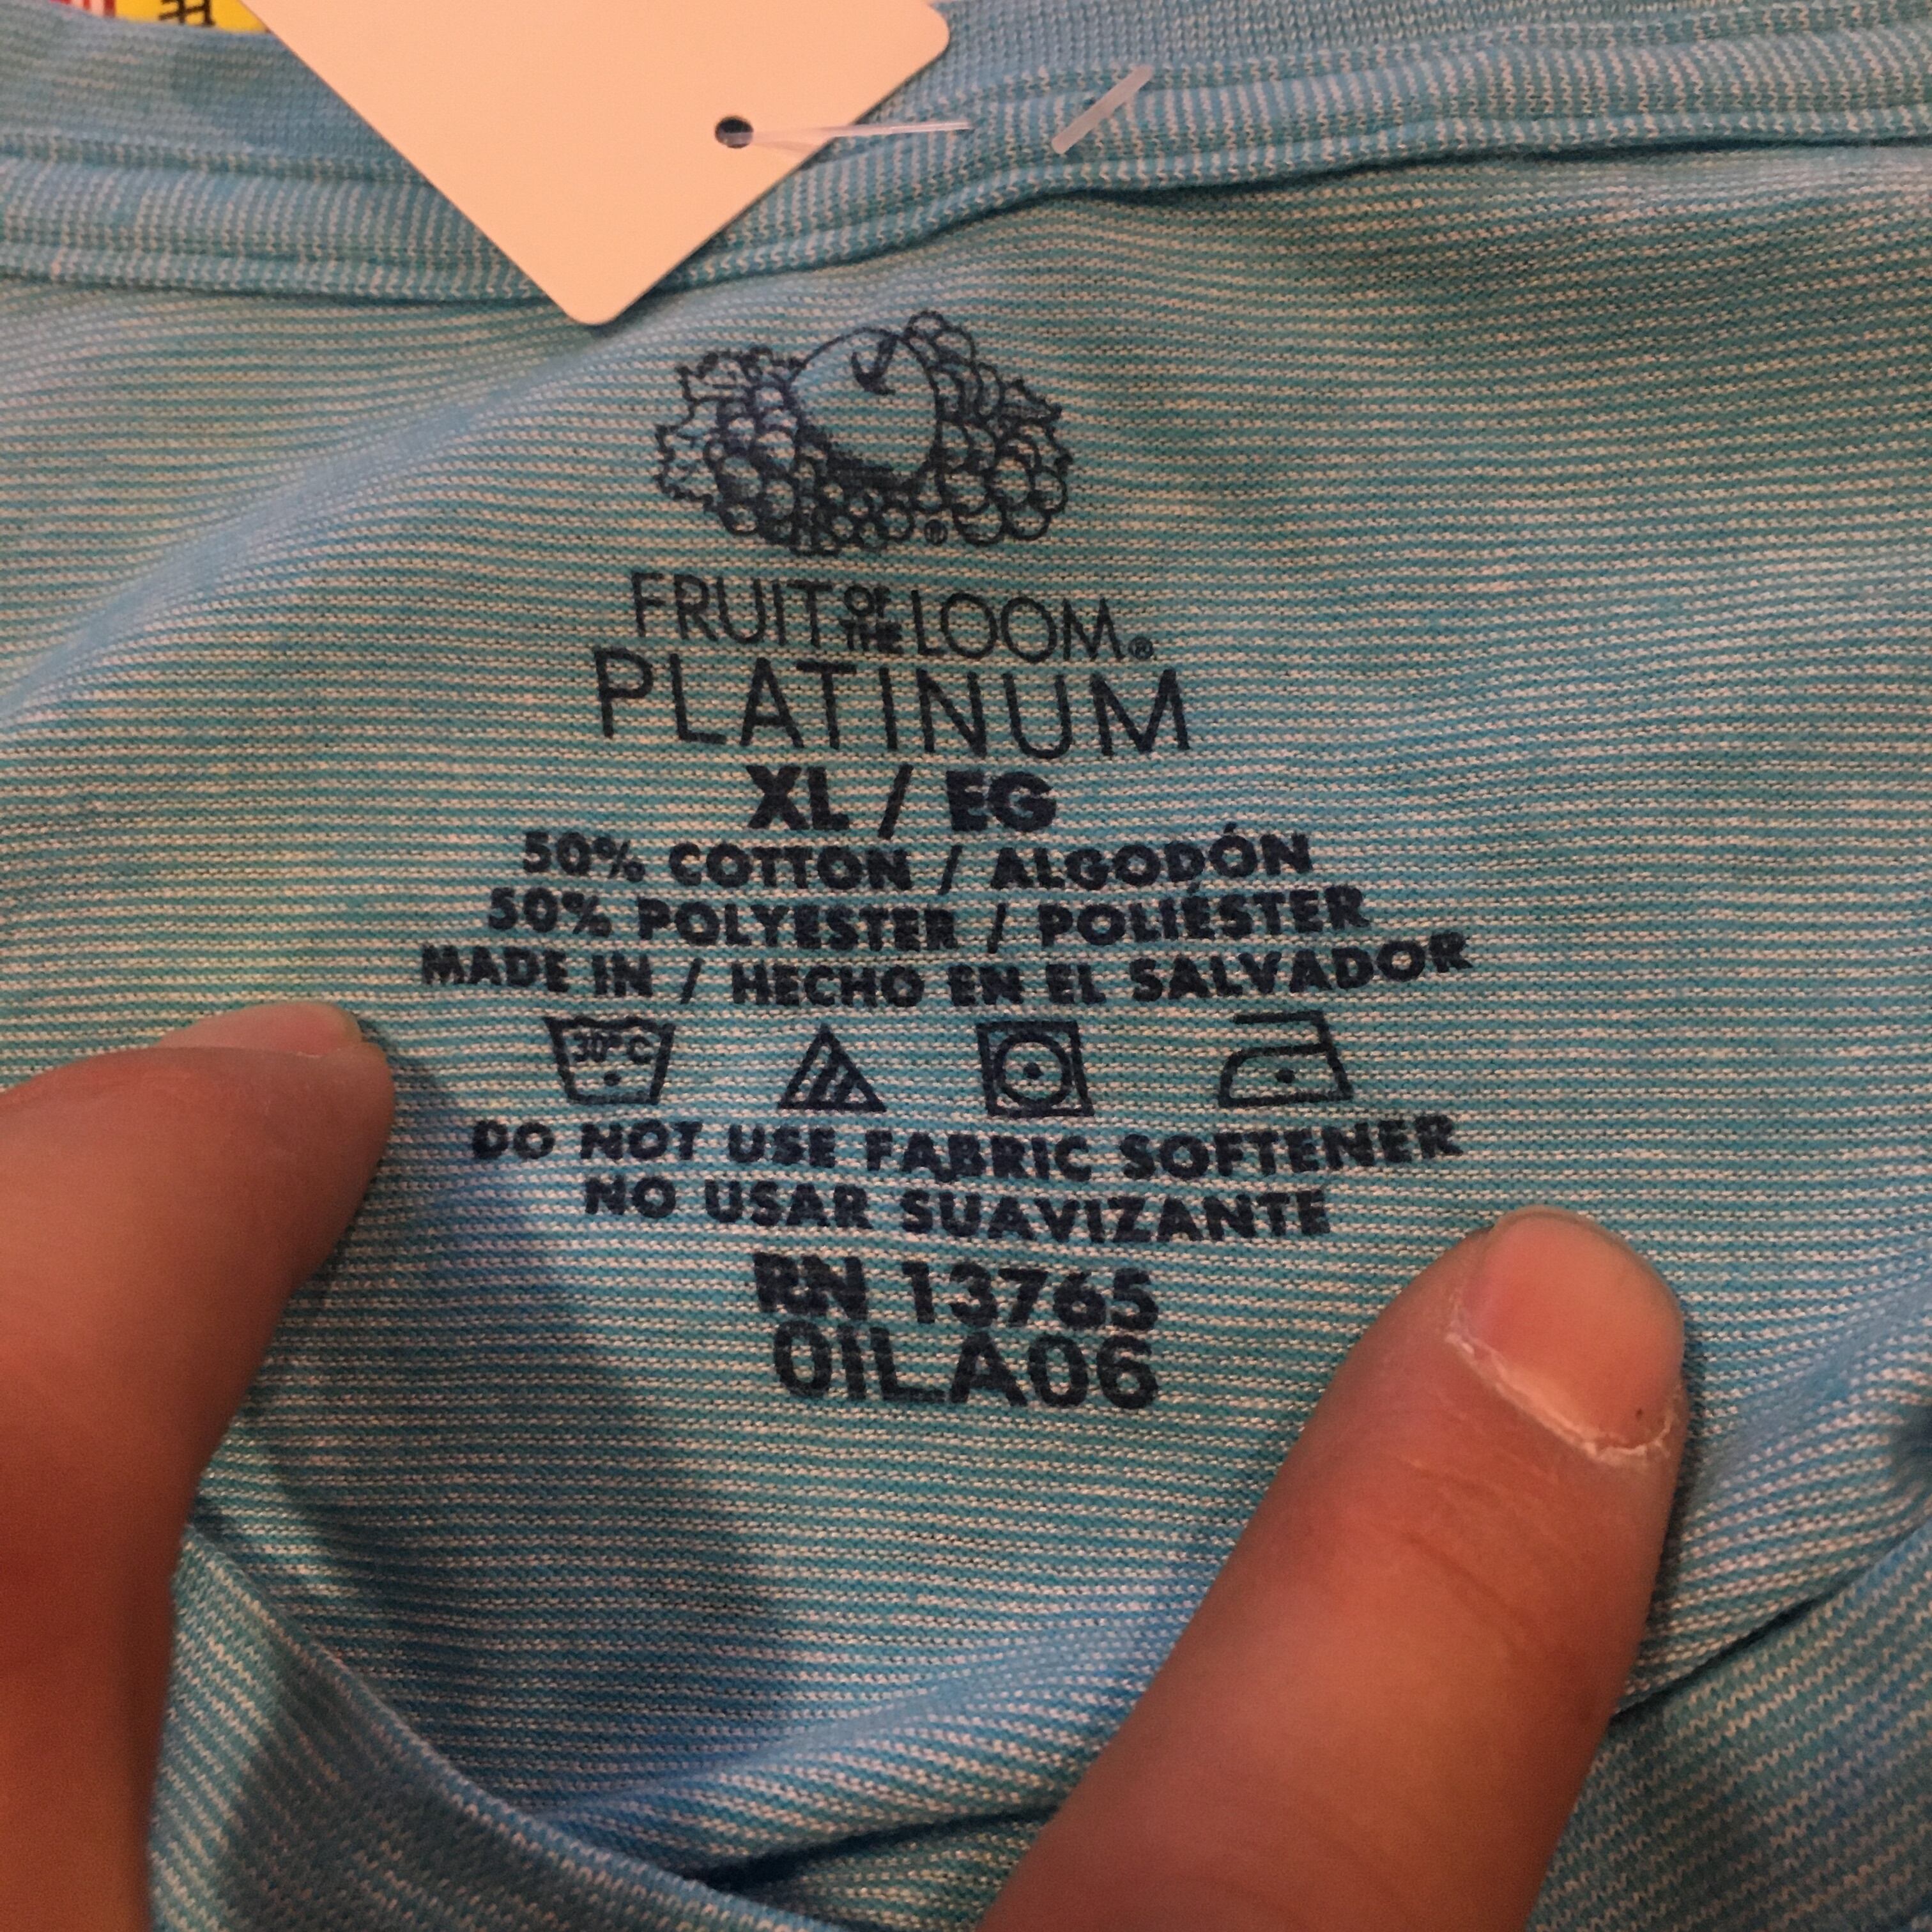 FRUIT OF THE LOOM®
PLATINUM
XL / EG
50% COTTON / ALGODÓN
50% POLYESTER / POLIÉSTER
MADE IN / HECHO EN EL SALVADOR
30°C
DO NOT USE FABRIC SOFTENER
NO USAR SUAVIZANTE
RN 13765
01LA06